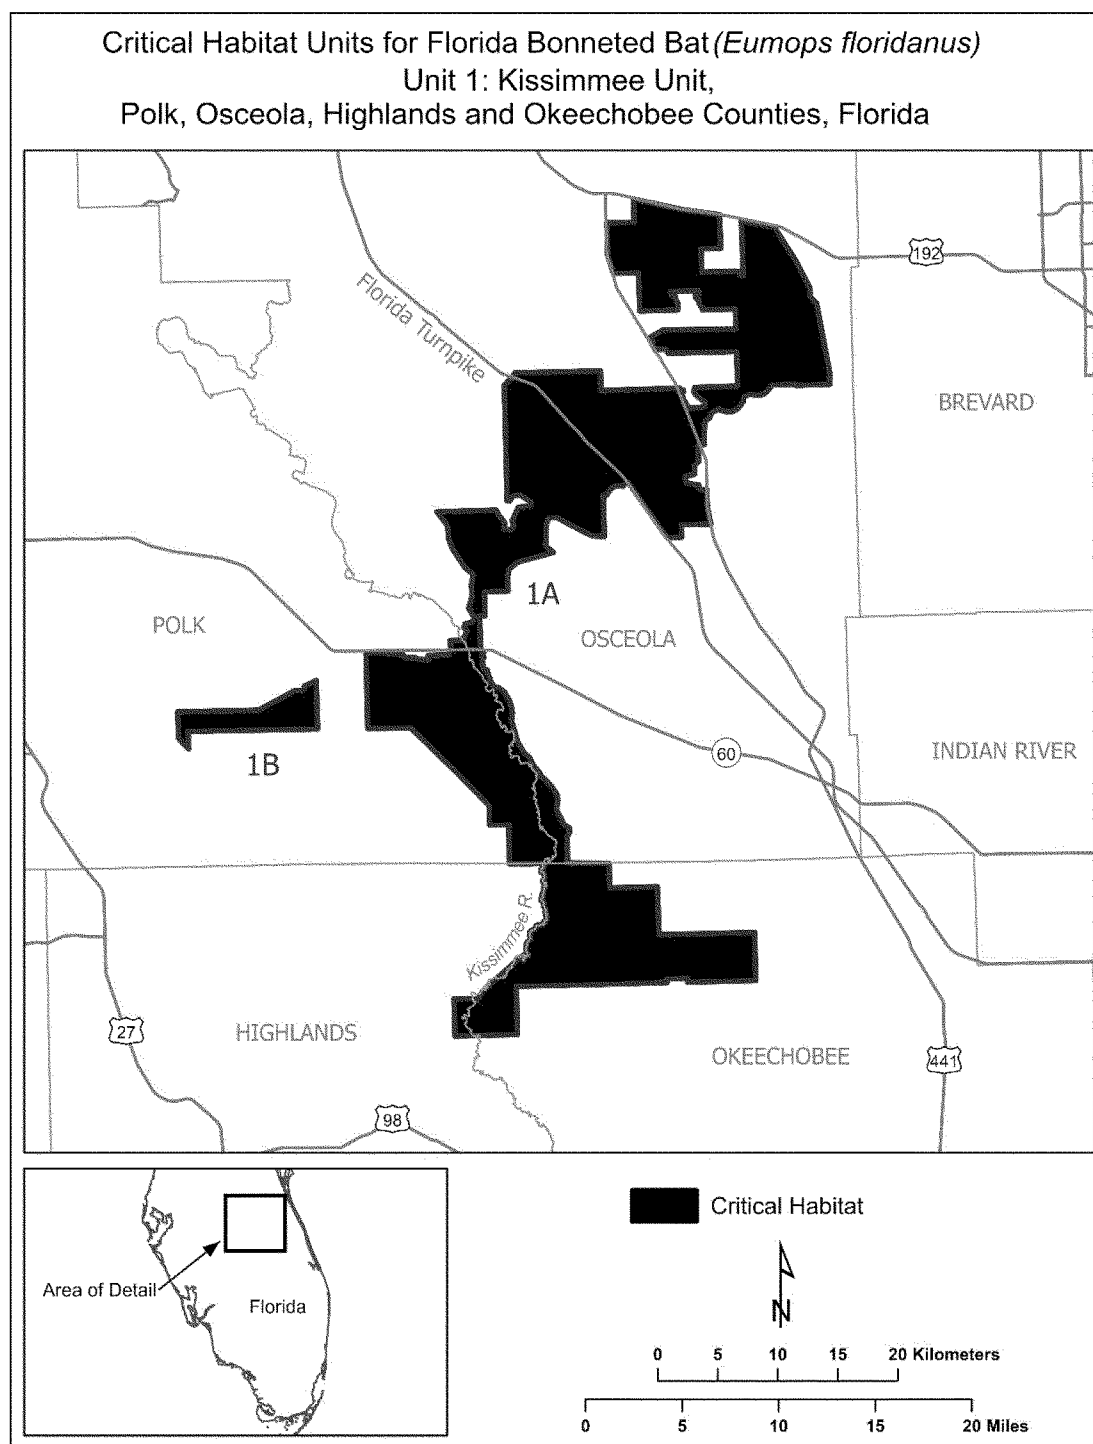 Critical Habitat Units for Florida Bonneted Bat (Eumops floridanus)
Unit 1: Kissimmee Unit,
Polk, Osceola, Highlands and Okeechobee Counties, Florida
192
Florida Turnpike
BREVARD
1A
POLK
OSCEOLA
1B
60
INDIAN RIVER
Kissimmee R.
27
HIGHLANDS
OKEECHOBEE
441
98
Area of Detail
Florida
Critical Habitat
N
0 5 10 15 20 Kilometers
0 5 10 15 20 Miles